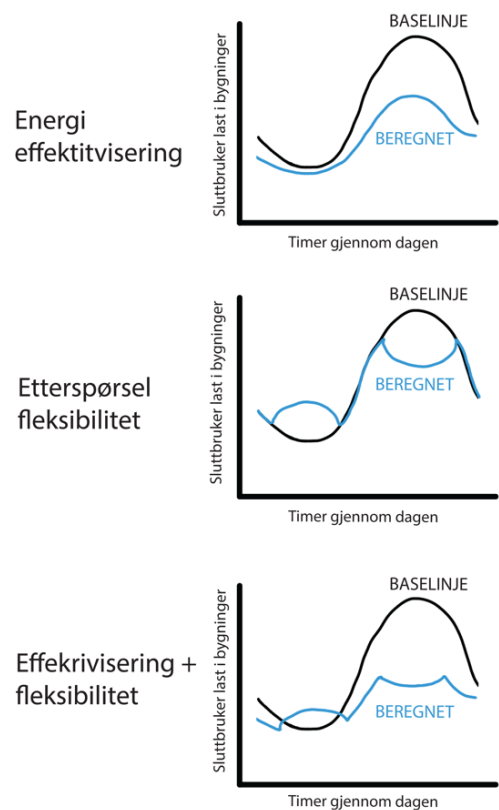 BASELINJE
Energi
effektitvisering
Sluttbruker last i bygninger
BEREGNET
Timer gjennom dagen
BASELINJE
Etterspørsel
fleksibilitet
Sluttbruker last i bygninger
BEREGNET
Timer gjennom dagen
BASELINJE
Effekrivisering +
fleksibilitet
Sluttbruker last i bygninger
BEREGNET
Timer gjennom dagen